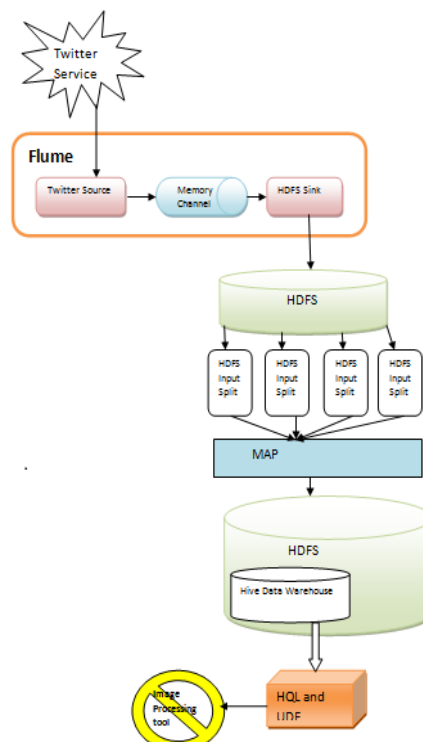 Twitter
Service
Flume
Twitter Source
Memory
Channel
HDFS Sink
HDFS
HDFS
Input
Split
HDFS
Input
Split
HDFS
Input
Split
HDFS
Input
Split
MAP
HDFS
Hive Data Warehouse
HQL and
UDF
Image
Processing
tool